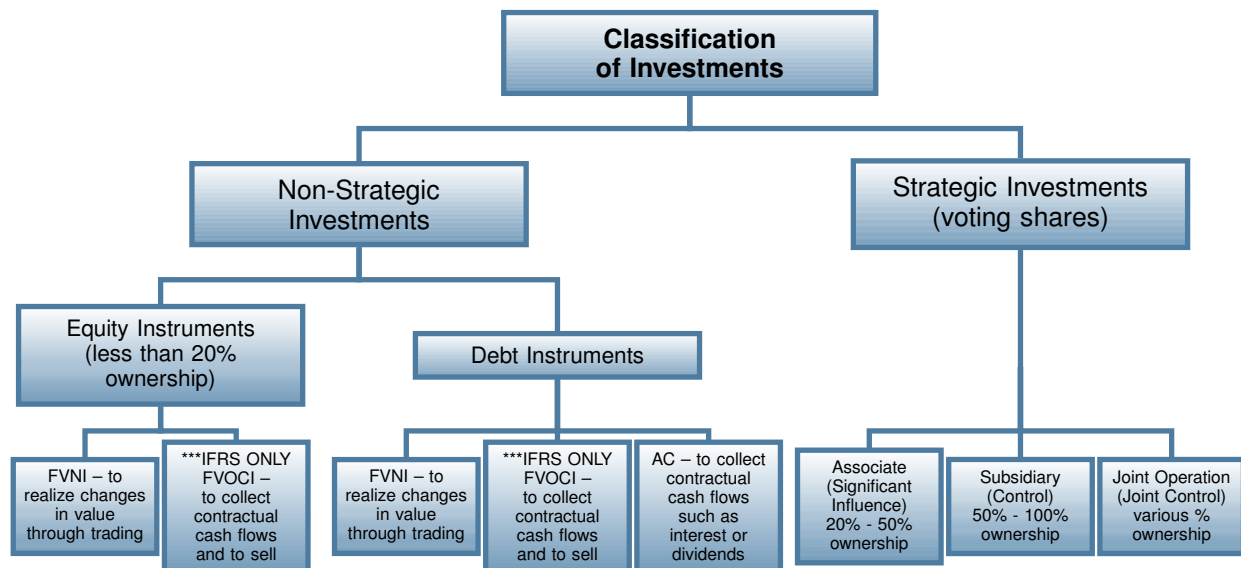 Classification
of Investments
Non-Strategic
Investments
Strategic Investments
(voting shares)
Equity Instruments
(less than 20%
ownership)
Debt Instruments
FVNI – to
realize changes
in value
through trading
***IFRS ONLY
FVOCI –
to collect
contractual
cash flows
and to sell
FVNI – to
realize changes
in value
through trading
***IFRS ONLY
FVOCI –
to collect
contractual
cash flows
and to sell
AC – to collect
contractual
cash flows
such as
interest or
dividends
Associate
(Significant
Influence)
20% - 50%
ownership
Subsidiary
(Control)
50% - 100%
ownership
Joint Operation
(Joint Control)
various %
ownership